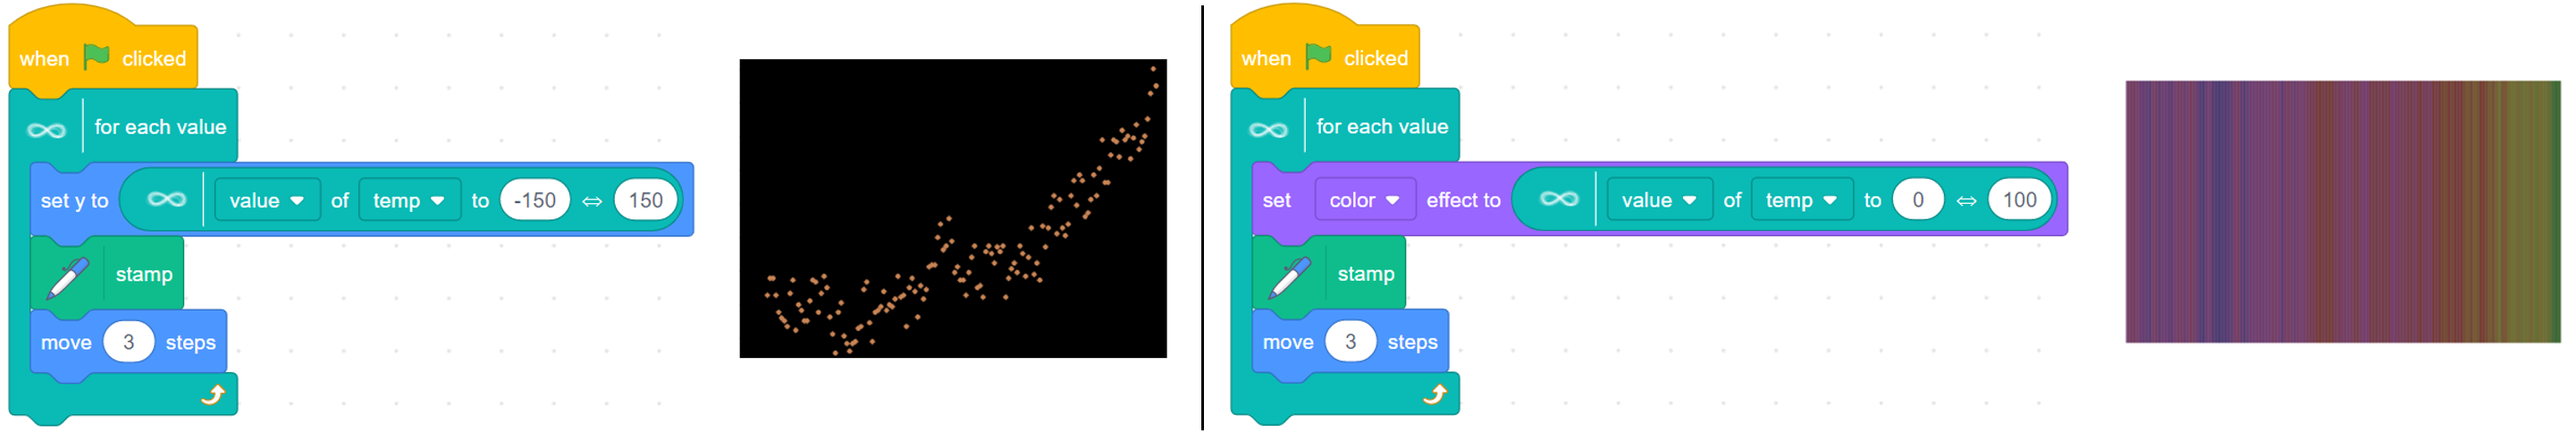 when clicked
for each value
set y to value of temp to -150 ⇔ 150
stamp
move 3 steps
when clicked
for each value
set color effect to value of temp to 0 ⇔ 100
stamp
move 3 steps